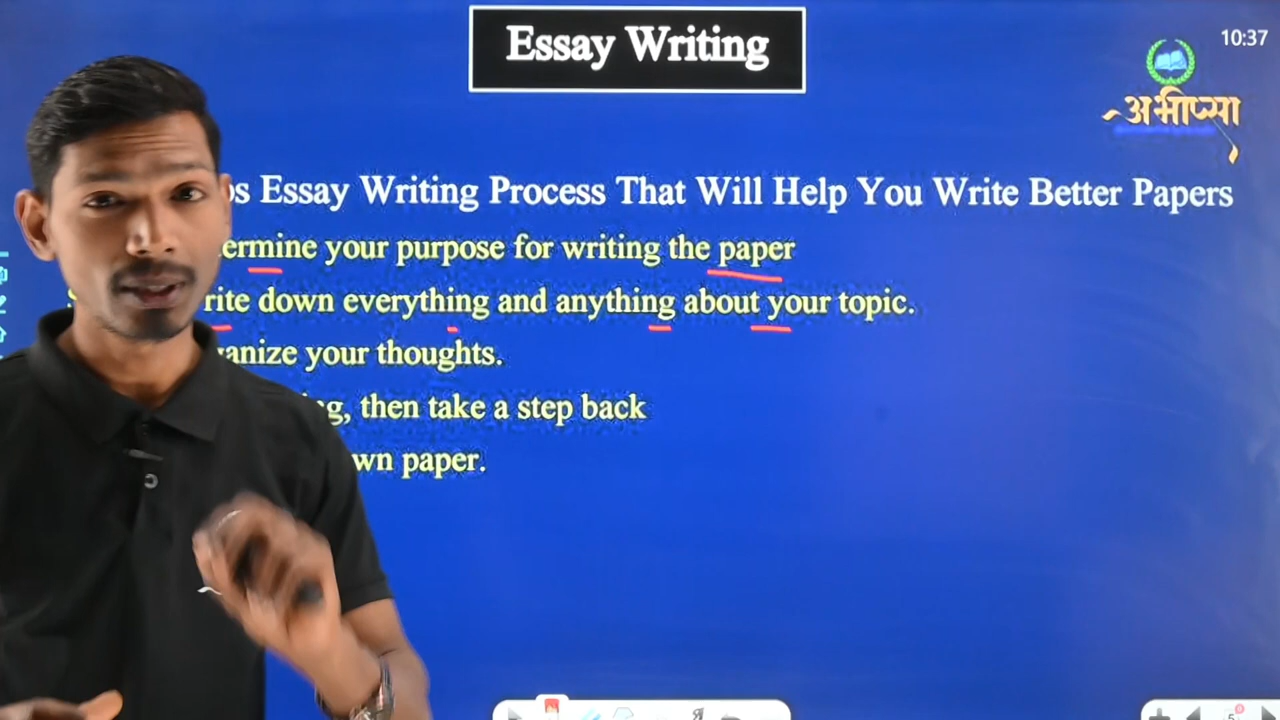 Essay Writing
10:37
अभीप्सा
Essay Writing Process That Will Help You Write Better Papers
your purpose for writing the paper
down everything and anything about your topic.
your thoughts.
then take a step back
paper.